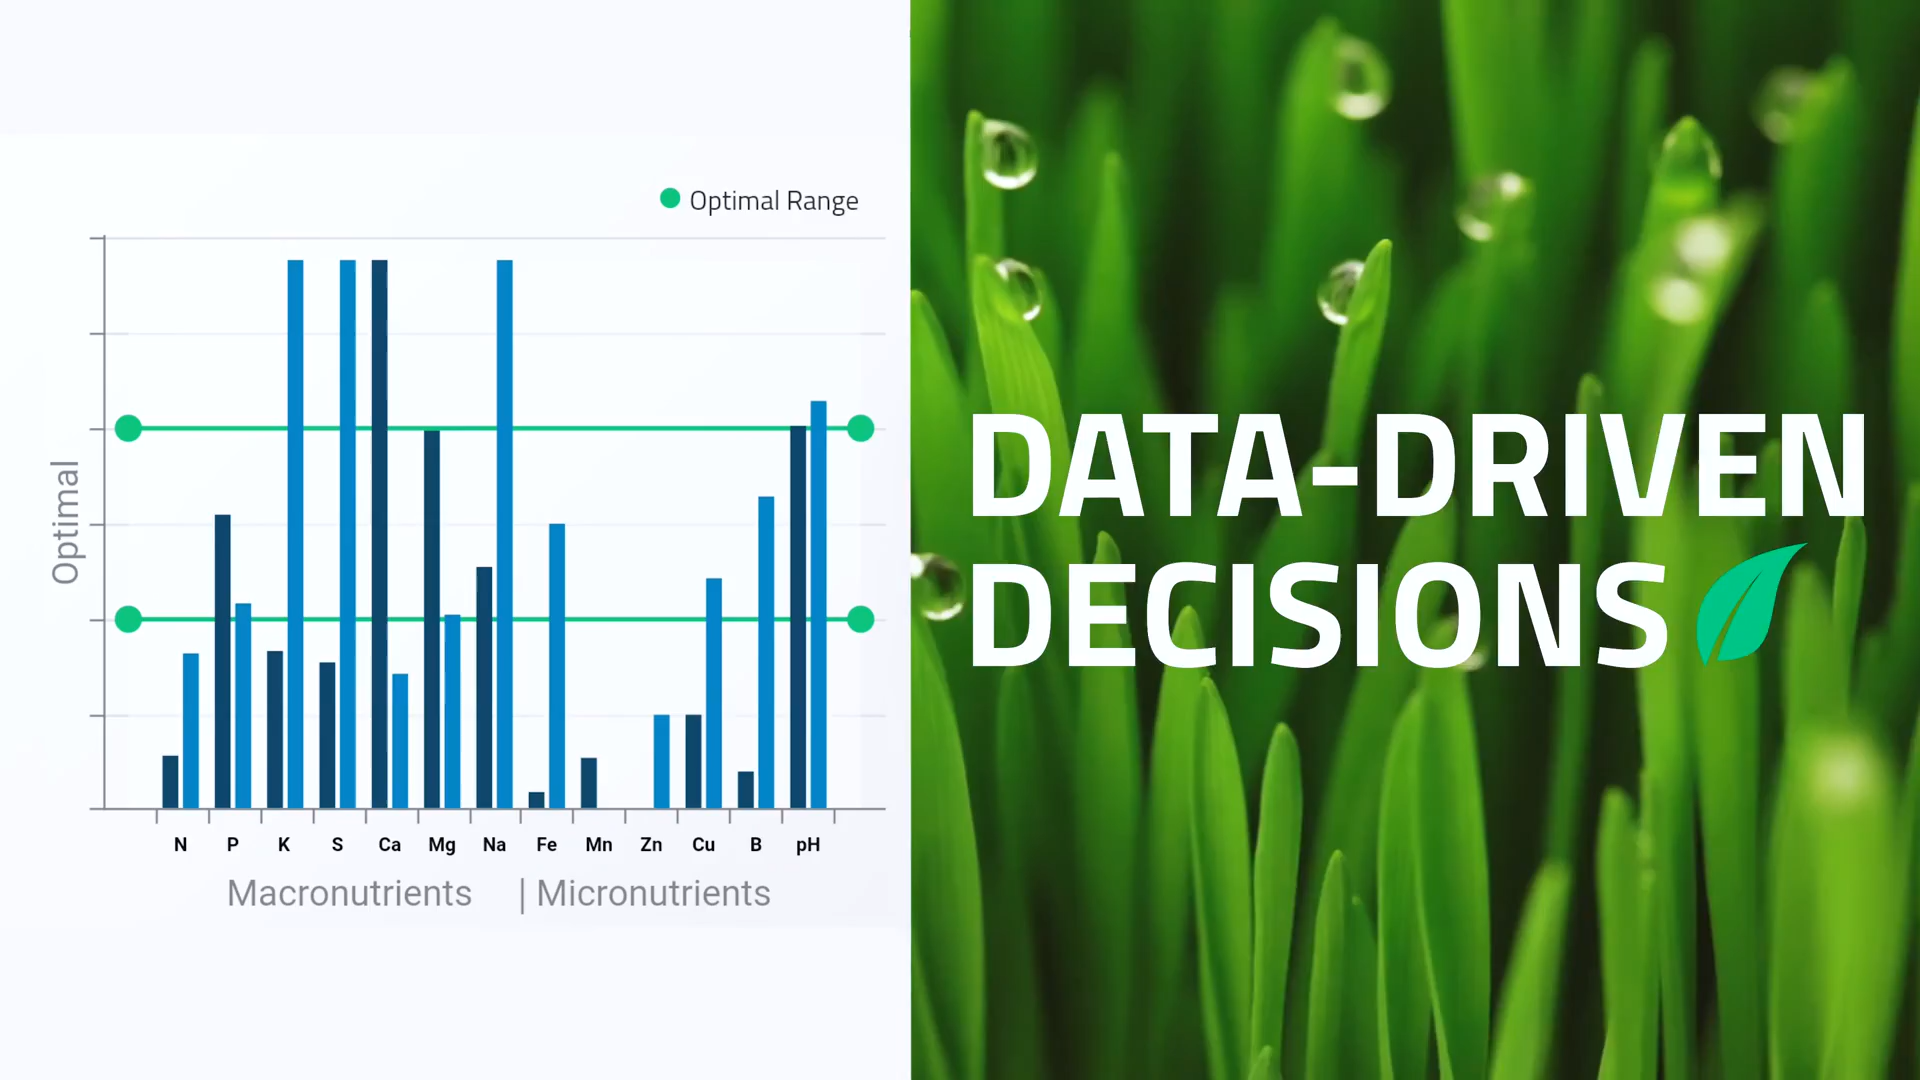 Optimal Range
Optimal
N P K S Ca Mg Na Fe Mn Zn Cu B pH
Macronutrients | Micronutrients
DATA-DRIVEN
DECISIONS